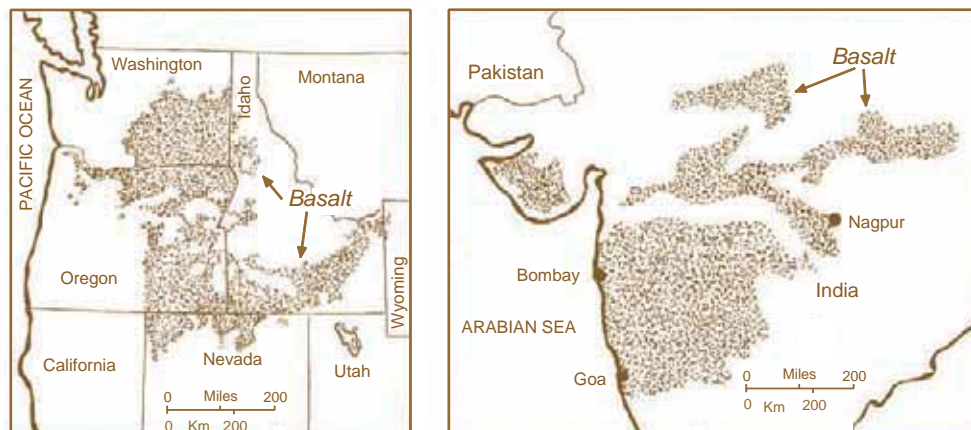 Washington
Montana
Idaho
PACIFIC OCEAN
Basalt
Oregon
Wyoming
California
Nevada
Utah
0 Miles 200
0 Km 200
Pakistan
Basalt
Nagpur
Bombay
India
ARABIAN SEA
Goa
0 Miles 200
0 Km 200